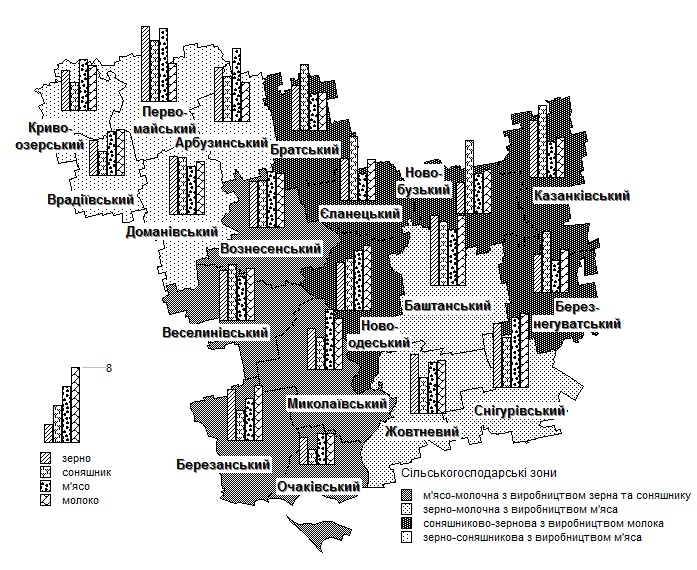 Криво-
озерський
Перво-
майський
Арбузинський
Братський
Врадіївський
Доманівський
Вознесенський
Єланецький
Ново-
бузький
Казанківський
Баштанський
Берез-
негуватський
Веселинівський
Ново-
одеський
Миколаївський
Снігурівський
Жовтневий
Березанський
Очаківський
8
зерно
соняшник
м'ясо
молоко
Сільськогосподарські зони
м'ясо-молочна з виробництвом зерна та соняшнику
зерно-молочна з виробництвом м'яса
соняшниково-зернова з виробництвом молока
зерно-соняшникова з виробництвом м'яса